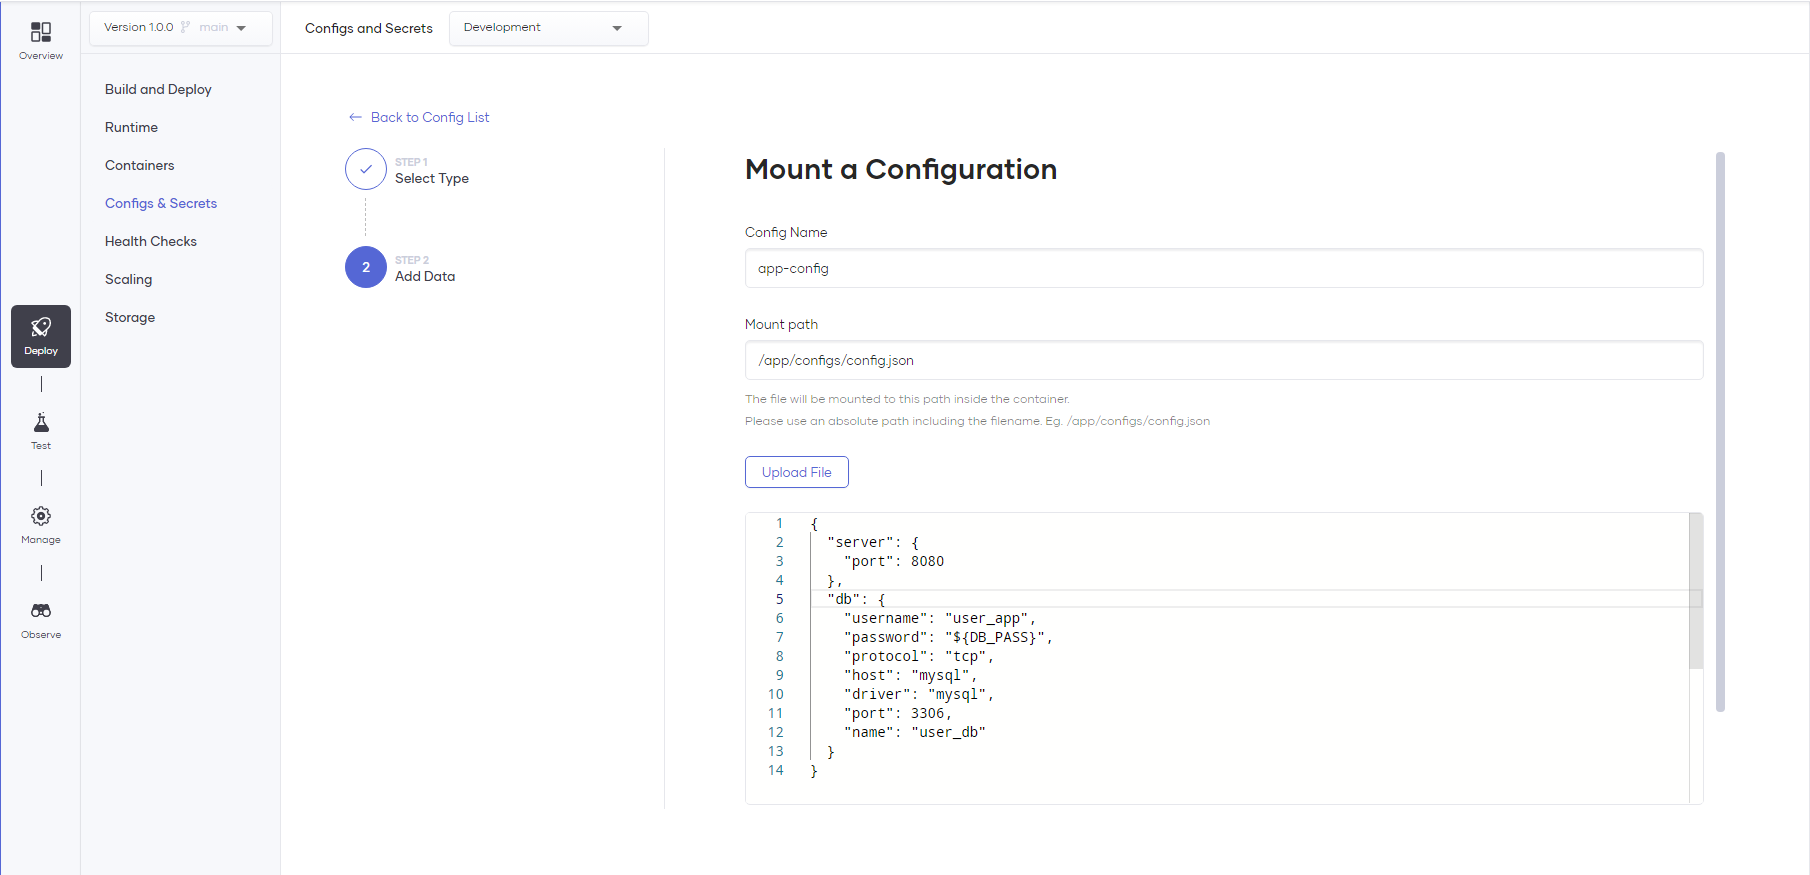 Overview
Deploy
Test
Manage
Observe
Version 1.0.0 main
Build and Deploy
Runtime
Containers
Configs & Secrets
Health Checks
Scaling
Storage
Configs and Secrets
Development
Back to Config List
STEP 1
Select Type
2
STEP 2
Add Data
Mount a Configuration
Config Name
app-config
Mount path
/app/configs/config.json
The file will be mounted to this path inside the container.
Please use an absolute path including the filename. Eg. /app/configs/config.json
Upload File
1 {
2 "server": {
3 "port": 8080
4 },
5 "db": {
6 "username": "user_app",
7 "password": "${DB_PASS}",
8 "protocol": "tcp",
9 "host": "mysql",
10 "driver": "mysql",
11 "port": 3306,
12 "name": "user_db"
13 }
14 }